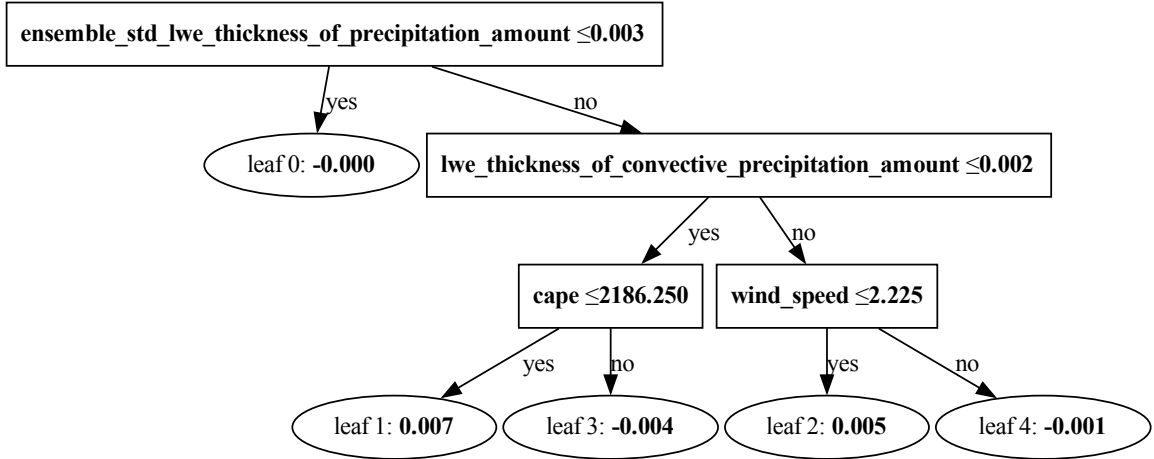 ensemble_std_lwe_thickness_of_precipitation_amount ≤0.003
yes
no
leaf 0: -0.000
lwe_thickness_of_convective_precipitation_amount ≤0.002
yes
no
cape ≤2186.250
wind_speed ≤2.225
yes
no
yes
no
leaf 1: 0.007
leaf 3: -0.004
leaf 2: 0.005
leaf 4: -0.001